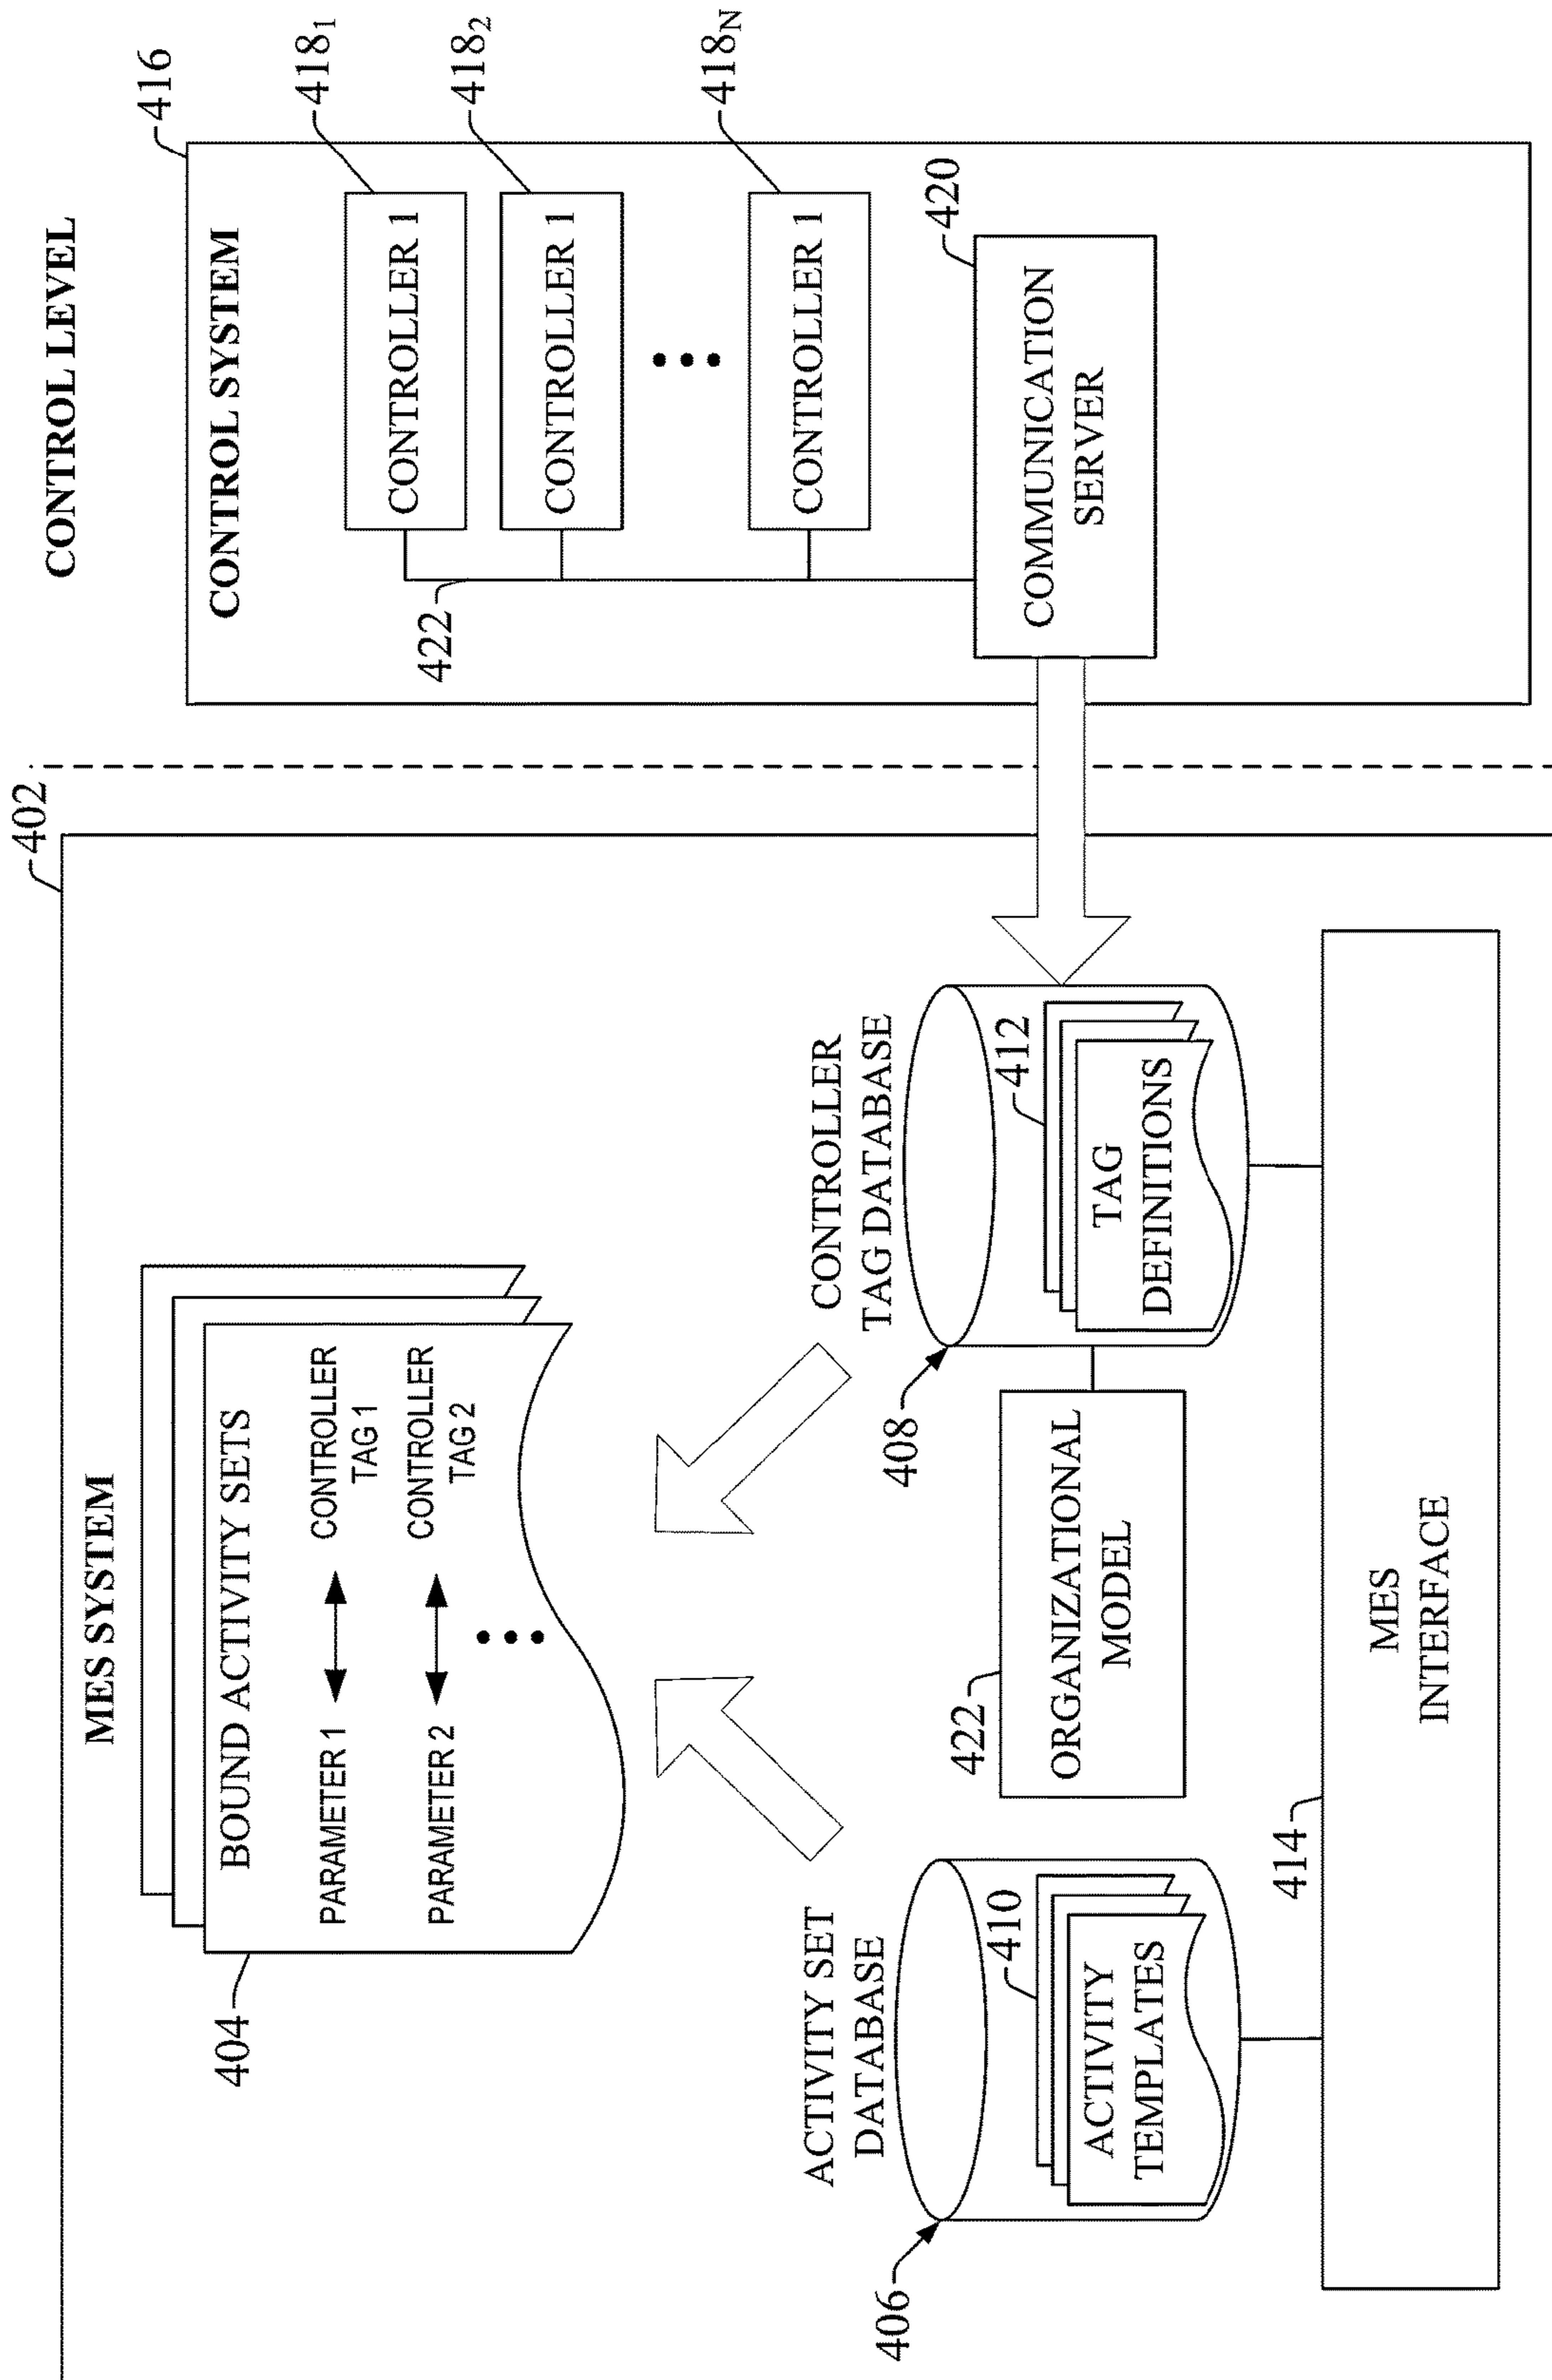 402
MES SYSTEM
404
BOUND ACTIVITY SETS
PARAMETER 1
CONTROLLER
TAG 1
PARAMETER 2
CONTROLLER
TAG 2
ACTIVITY SET
DATABASE
406
410
ACTIVITY
TEMPLATES
CONTROLLER
TAG DATABASE
408
412
TAG
DEFINITIONS
422
ORGANIZATIONAL
MODEL
414
MES
INTERFACE
CONTROL LEVEL
416
CONTROL SYSTEM
CONTROLLER 1
418₁
CONTROLLER 1
418₂
CONTROLLER 1
418N
422
420
COMMUNICATION
SERVER